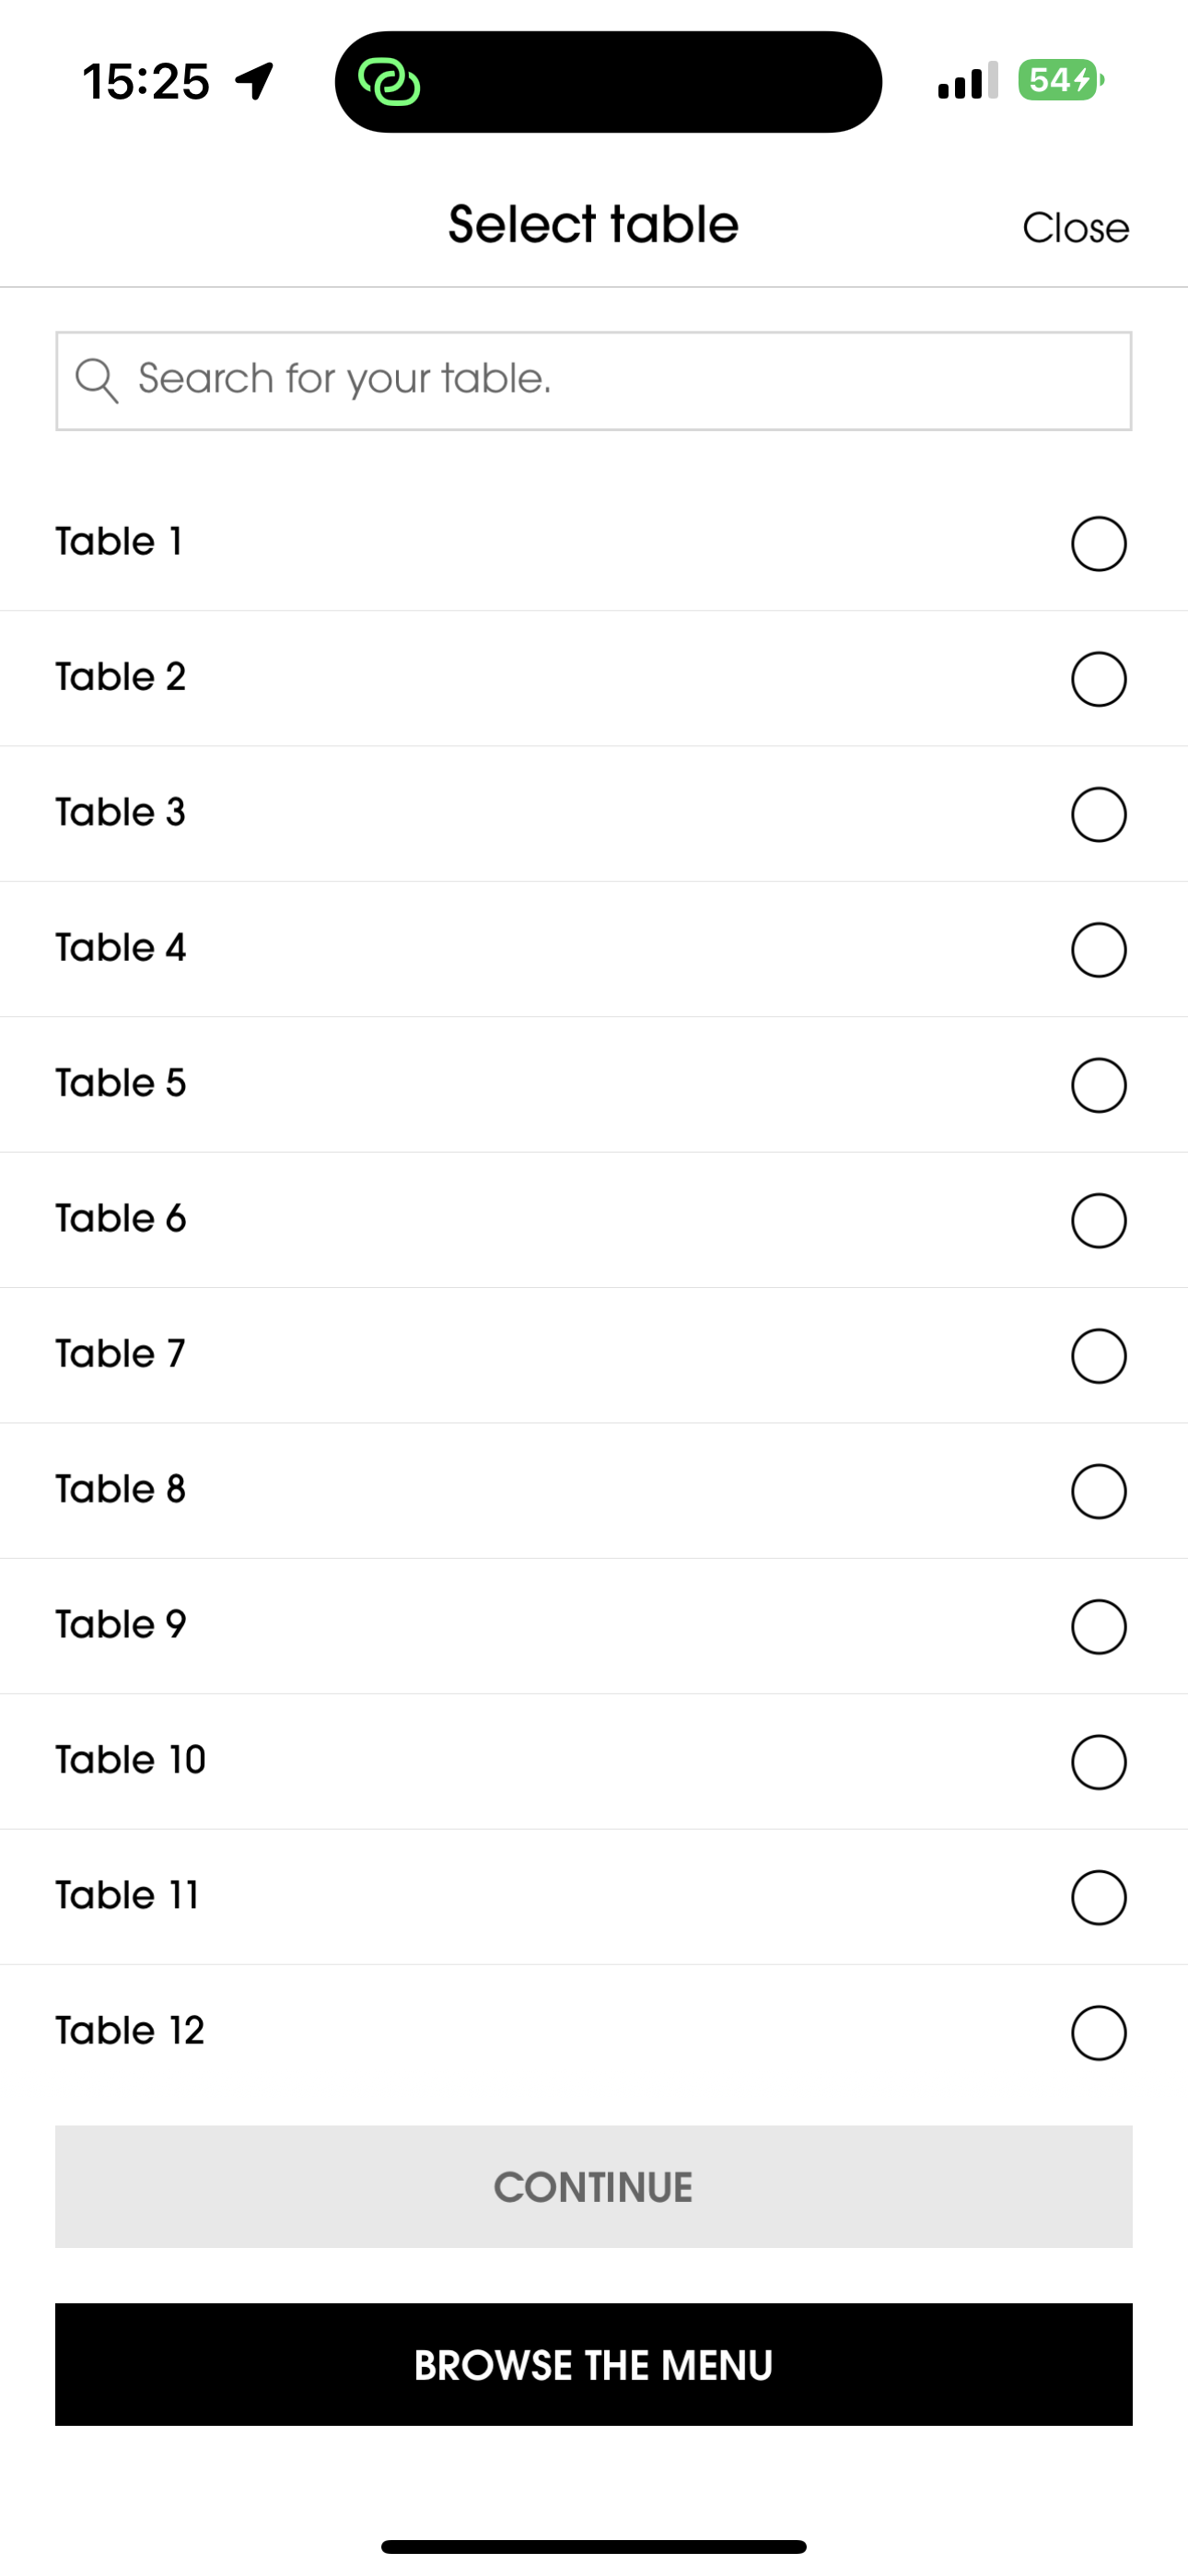 15:25
54
Select table
Close
Search for your table.
Table 1
Table 2
Table 3
Table 4
Table 5
Table 6
Table 7
Table 8
Table 9
Table 10
Table 11
Table 12
CONTINUE
BROWSE THE MENU